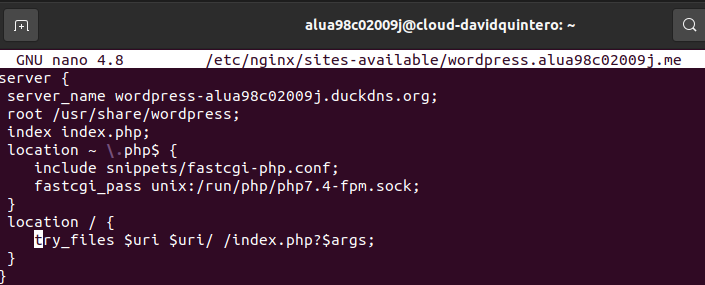 alua98c02009j@cloud-davidquintero: ~
GNU nano 4.8 /etc/nginx/sites-available/wordpress.alua98c02009j.me
server {
server_name wordpress-alua98c02009j.duckdns.org;
root /usr/share/wordpress;
index index.php;
location ~ \.php$ {
include snippets/fastcgi-php.conf;
fastcgi_pass unix:/run/php/php7.4-fpm.sock;
}
location / {
try_files $uri $uri/ /index.php?$args;
}
}